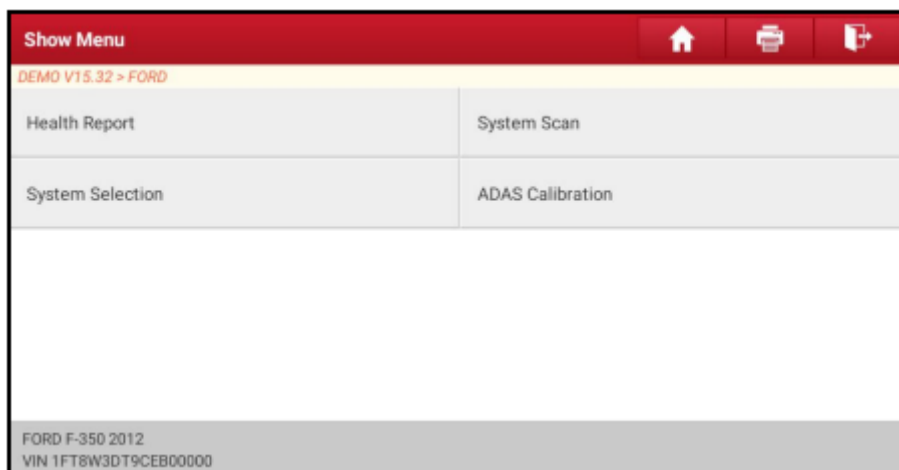 Show Menu
DEMO V15.32 > FORD
Health Report
System Scan
System Selection
ADAS Calibration
FORD F-350 2012
VIN 1FT8W3DT9CEB00000